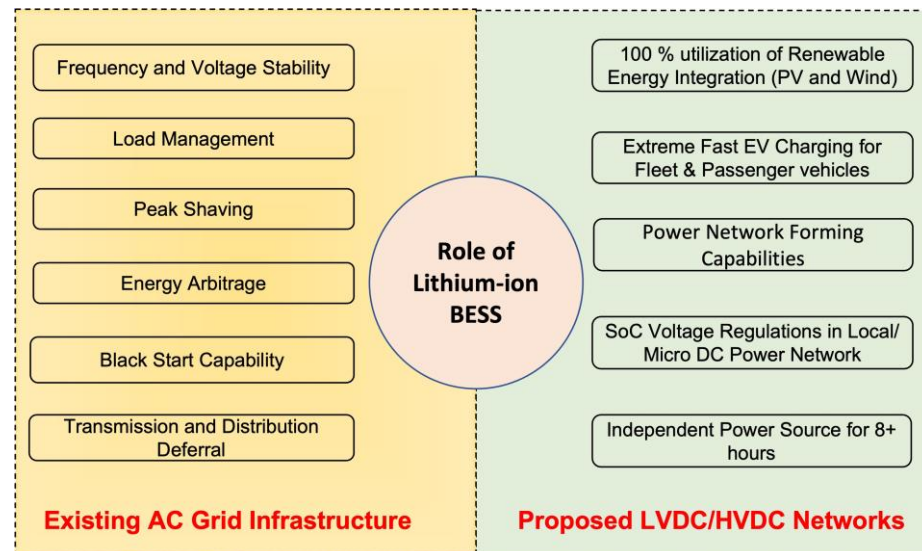 Frequency and Voltage Stability
Load Management
Peak Shaving
Energy Arbitrage
Black Start Capability
Transmission and Distribution
Deferral
Existing AC Grid Infrastructure
Role of
Lithium-ion
BESS
100 % utilization of Renewable
Energy Integration (PV and Wind)
Extreme Fast EV Charging for
Fleet & Passenger vehicles
Power Network Forming
Capabilities
SoC Voltage Regulations in Local/
Micro DC Power Network
Independent Power Source for 8+
hours
Proposed LVDC/HVDC Networks